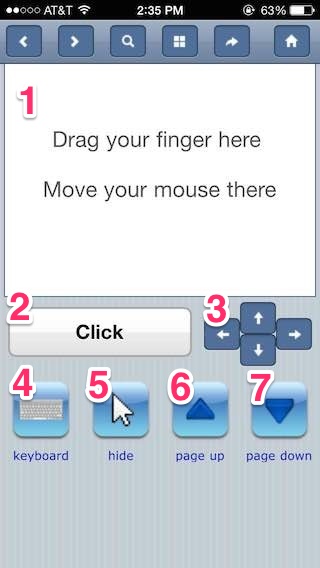 AT&T 2:35 PM 63%
1
Drag your finger here
Move your mouse there
2 3
Click
4 5 6 7
keyboard hide page up page down